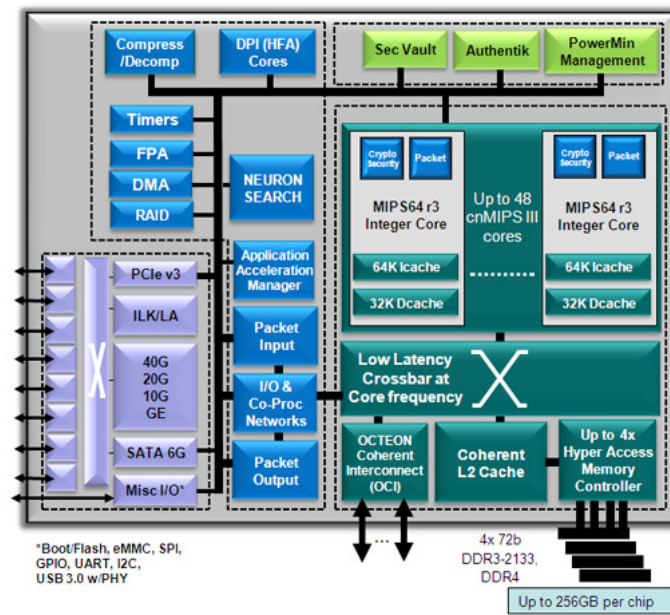 Compress
/Decomp
DPI (HFA)
Cores
Sec Vault
Authentik
PowerMin
Management
Timers
FPA
DMA
RAID
NEURON
SEARCH
Application
Acceleration
Manager
PCIe v3
ILK/LA
40G
20G
10G
GE
SATA 6G
Misc I/O*
Packet
Input
I/O &
Co-Proc
Networks
Packet
Output
Crypto
Security
Packet
MIPS64 r3
Integer Core
64K Icache
32K Dcache
Up to 48
cnMIPS III
cores
Crypto
Security
Packet
MIPS64 r3
Integer Core
64K Icache
32K Dcache
Low Latency
Crossbar at
Core frequency
OCTEON
Coherent
Interconnect
(OCI)
Coherent
L2 Cache
Up to 4x
Hyper Access
Memory
Controller
*Boot/Flash, eMMC, SPI,
GPIO, UART, I2C,
USB 3.0 w/PHY
...
4x 72b
DDR3-2133,
DDR4
Up to 256GB per chip